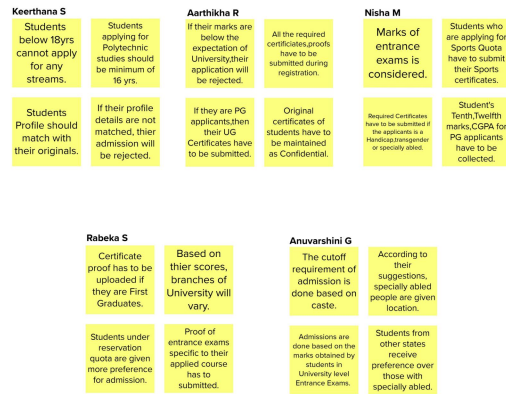 Keerthana S
Students
below 18yrs
cannot apply
for any
streams.
Students
applying for
Polytechnic
studies should
be minimum of
16 yrs.
Students
Profile should
match with
their originals.
If their profile
details are not
matched, thier
admission will
be rejected.
Aarthikha R
If their marks are
below the
expectation of
University,their
application will
be rejected.
All the required
certificiates,proofs
have to be
submitted during
registration.
If they are PG
applicants,then
their UG
Certificates have
to be submitted.
Original
certificates of
students have to
be maintained
as Confidential.
Nisha M
Marks of
entrance
exams is
considered.
Students who
are applying for
Sports Quota
have to submit
their Sports
certificates.
Required Certificates
have to be submitted if
the applicants is a
Handicap,transgender
or specially abled.
Student's
Tenth,Twelfth
marks,CGPA for
PG applicants
have to be
collected.
Rabeka S
Certificate
proof has to be
uploaded if
they are First
Graduates.
Based on
thier scores,
branches of
University will
vary.
Students under
reservation
quota are given
more preference
for admission.
Proof of
entrance exams
specific to their
applied course
has to
submitted.
Anuvarshini G
The cutoff
requirement of
admission is
done based on
caste.
According to
their
suggestions,
specially abled
people are given
location.
Admissions are
done based on the
marks obtained by
students in
University level
Entrance Exams.
Students from
other states
receive
preference over
those with
specially abled.